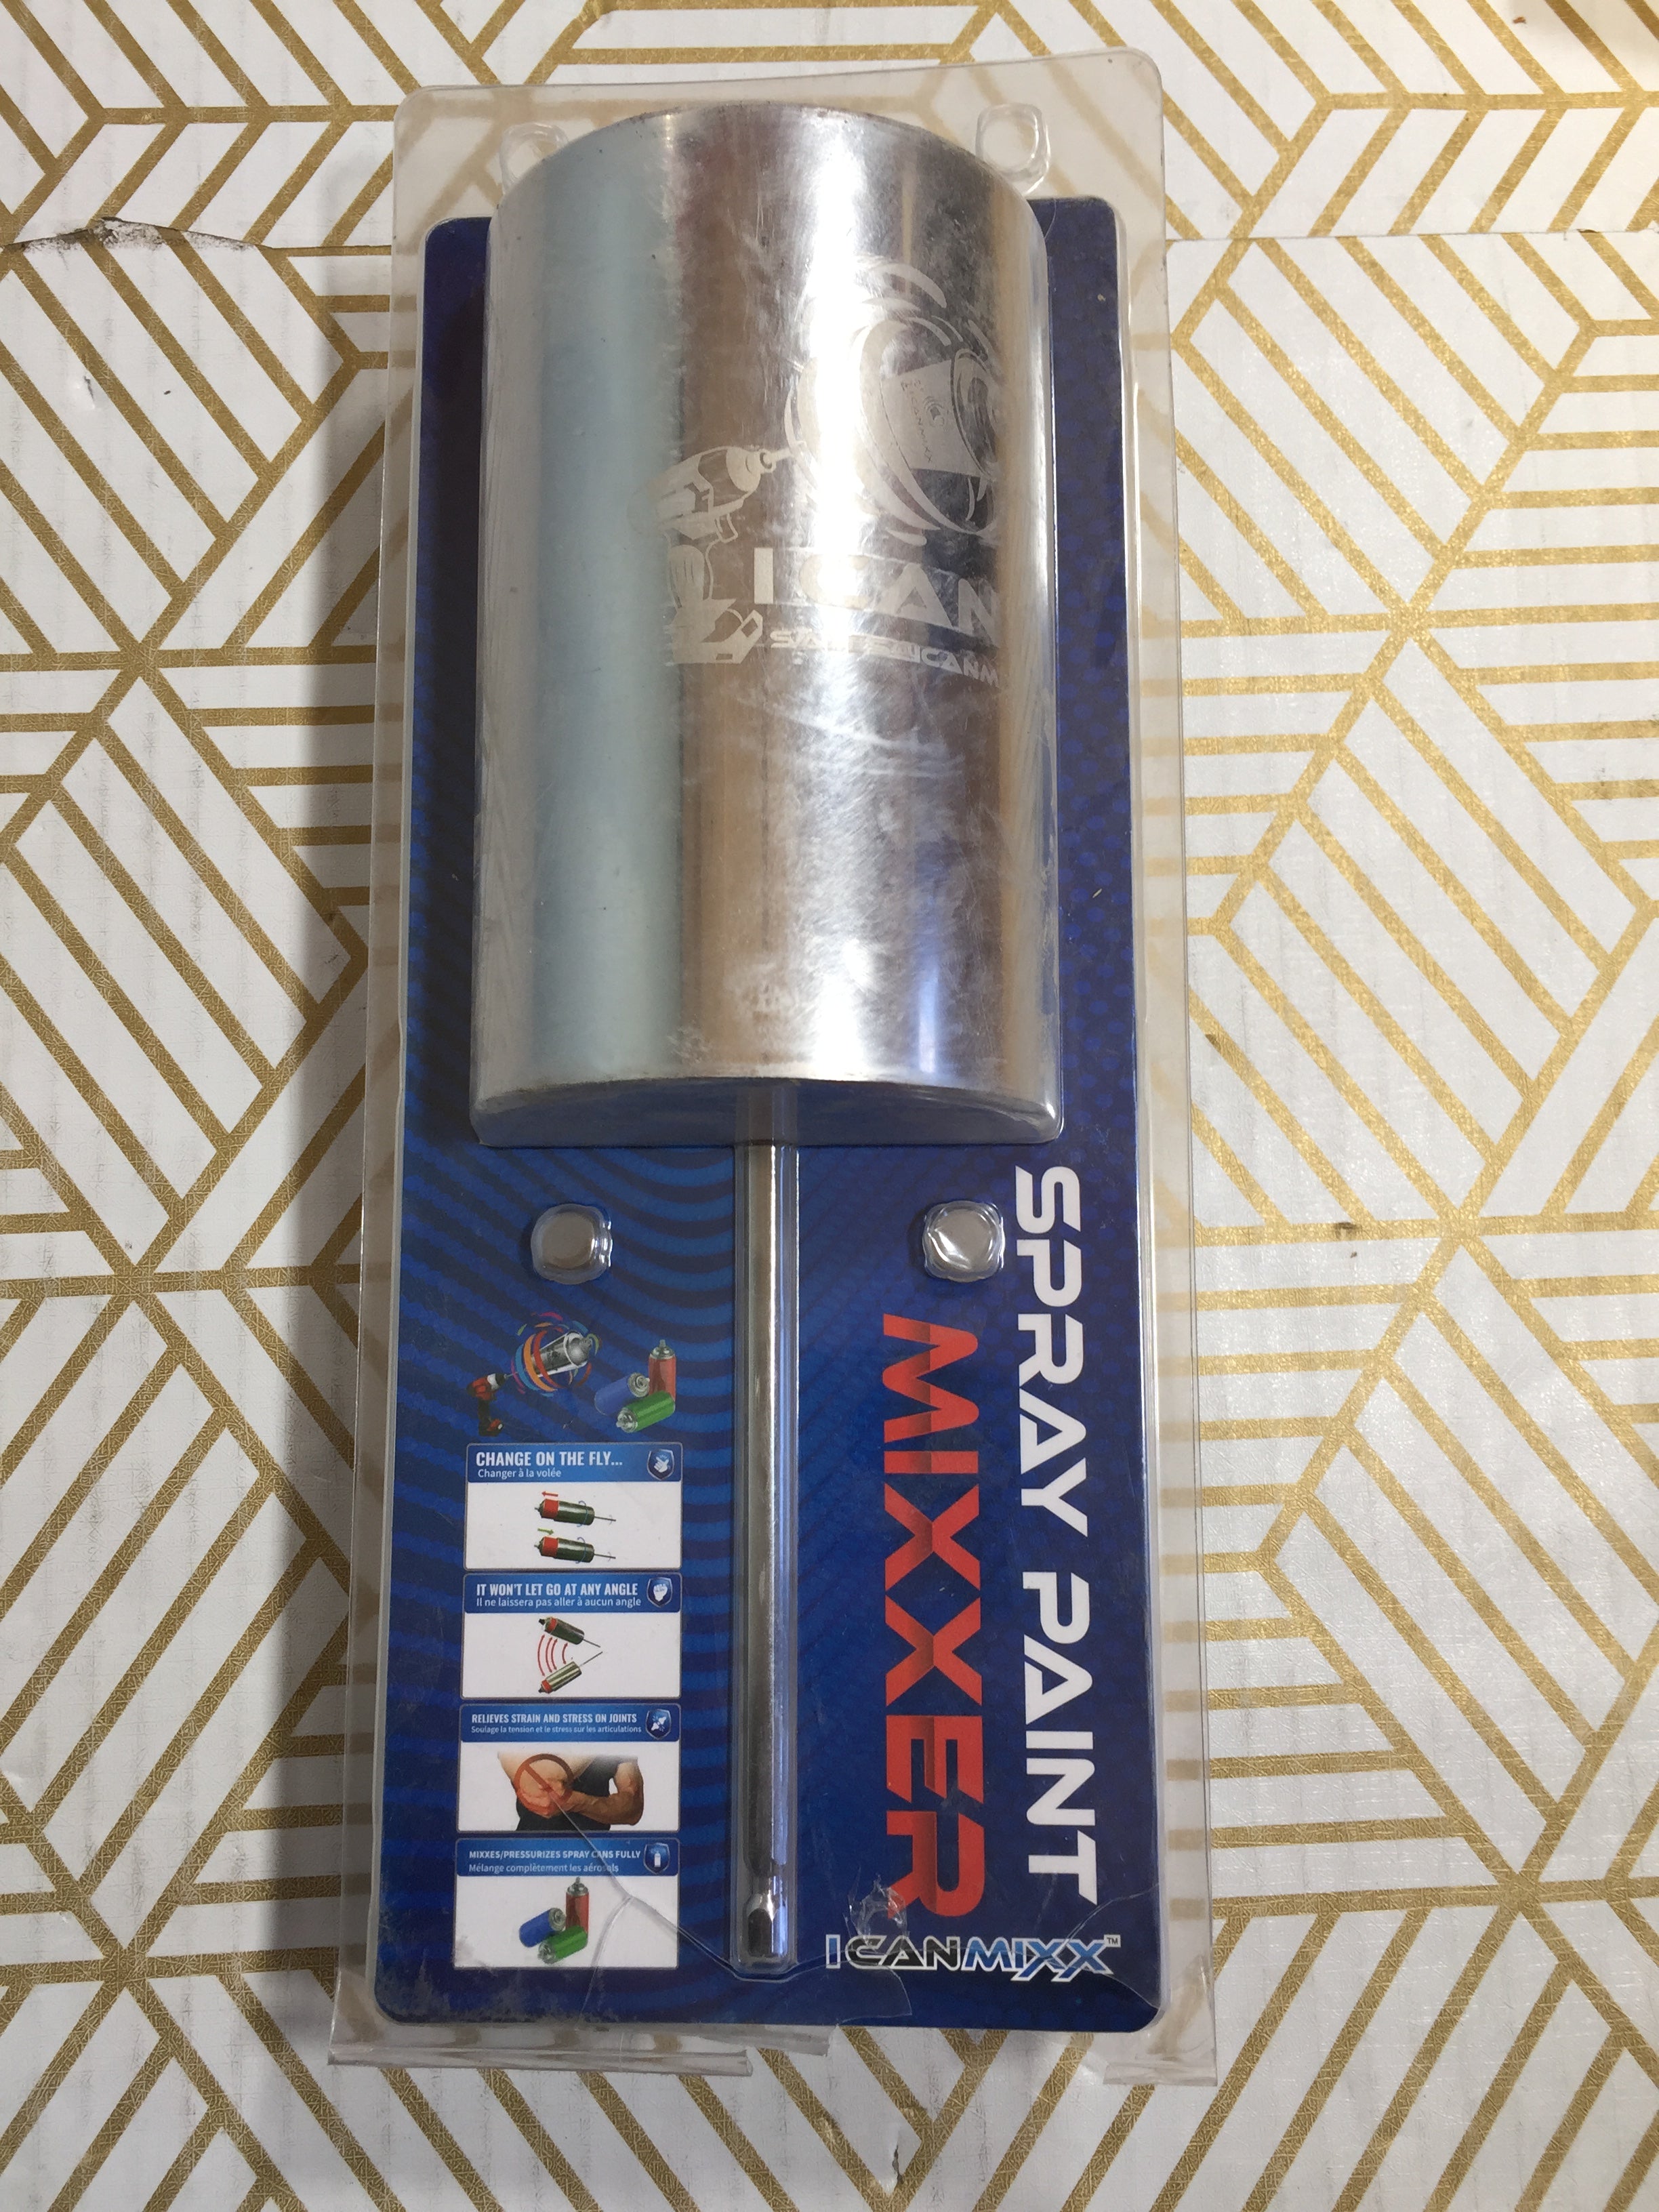 I CAN
SPRAY PAINT
MIXXER
ICANMIXX™
CHANGE ON THE FLY...
Changer à la volée
IT WON'T LET GO AT ANY ANGLE
Il ne laissera pas aller à aucun angle
RELIEVES STRAIN AND STRESS ON JOINTS
Soulage la tension et le stress sur les articulations
MIXXES/PRESSURIZES SPRAY CANS FULLY
Mélange complètement les aérosols